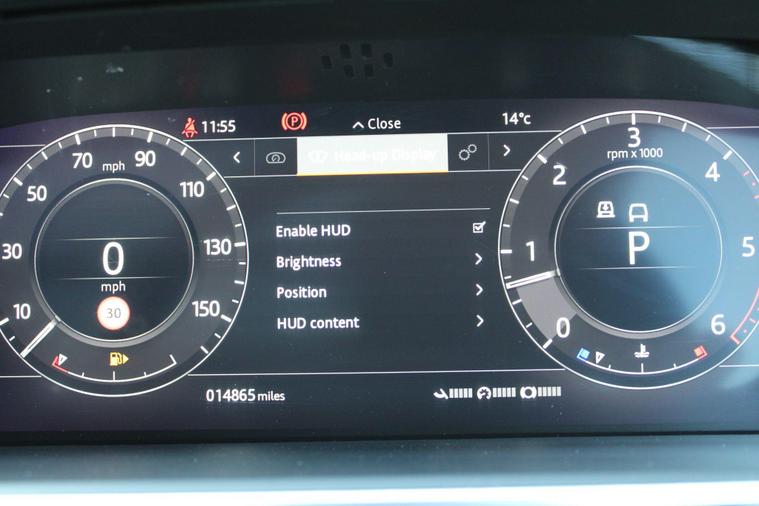 11:55
P
Close
14°c
Head-up Display
Enable HUD
Brightness
Position
HUD content
10
30
50
70
mph
90
110
130
150
0
mph
30
014865 miles
0
1
2
3
rpm x 1000
4
5
6
P